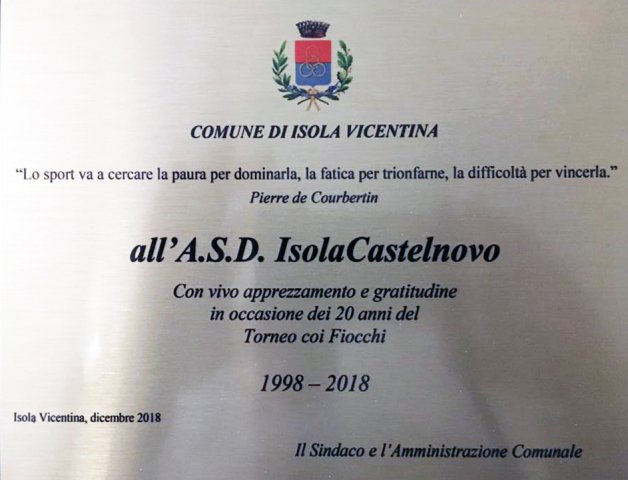 COMUNE DI ISOLA VICENTINA
“Lo sport va a cercare la paura per dominarla, la fatica per trionfarne, la difficoltà per vincerla.”
Pierre de Courbertin
all’A.S.D. IsolaCastelnovo
Con vivo apprezzamento e gratitudine
in occasione dei 20 anni del
Torneo coi Fiocchi
1998 – 2018
Isola Vicentina, dicembre 2018
Il Sindaco e l’Amministrazione Comunale